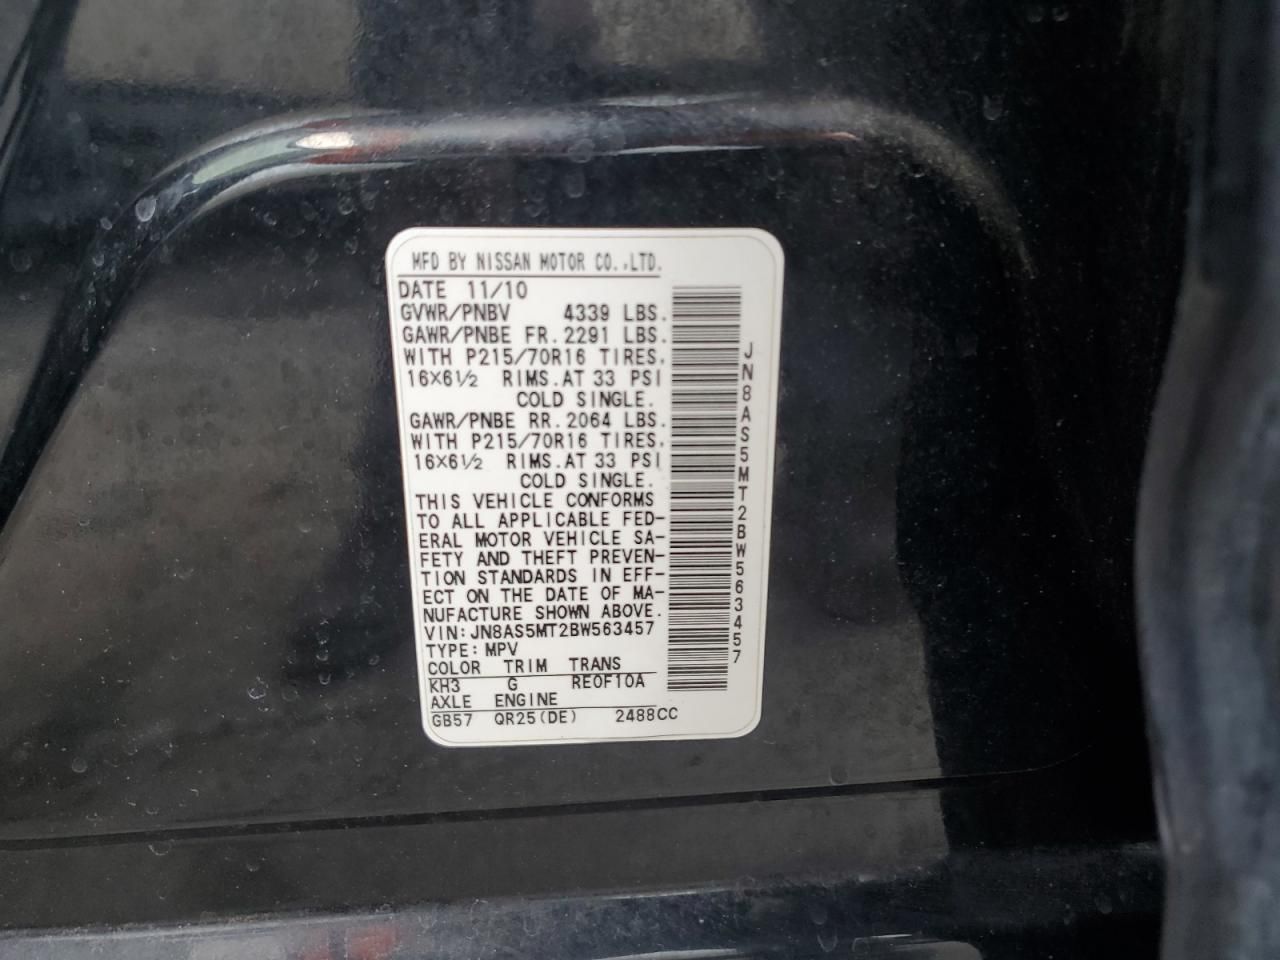 MFD BY NISSAN MOTOR CO.,LTD.
DATE 11/10
GVWR/PNBV 4339 LBS.
GAWR/PNBE FR. 2291 LBS.
WITH P215/70R16 TIRES,
16×6½ RIMS. AT 33 PSI
COLD SINGLE.
GAWR/PNBE RR. 2064 LBS.
WITH P215/70R16 TIRES,
16×6½ RIMS. AT 33 PSI
COLD SINGLE.
THIS VEHICLE CONFORMS
TO ALL APPLICABLE FED-
ERAL MOTOR VEHICLE SA-
FETY AND THEFT PREVEN-
TION STANDARDS IN EFF-
ECT ON THE DATE OF MA-
NUFACTURE SHOWN ABOVE.
VIN: JN8AS5MT2BW563457
TYPE: MPV
COLOR TRIM TRANS
KH3 G RE0F10A
AXLE ENGINE
GB57 QR25(DE) 2488CC
JN8AS5MT2BW563457